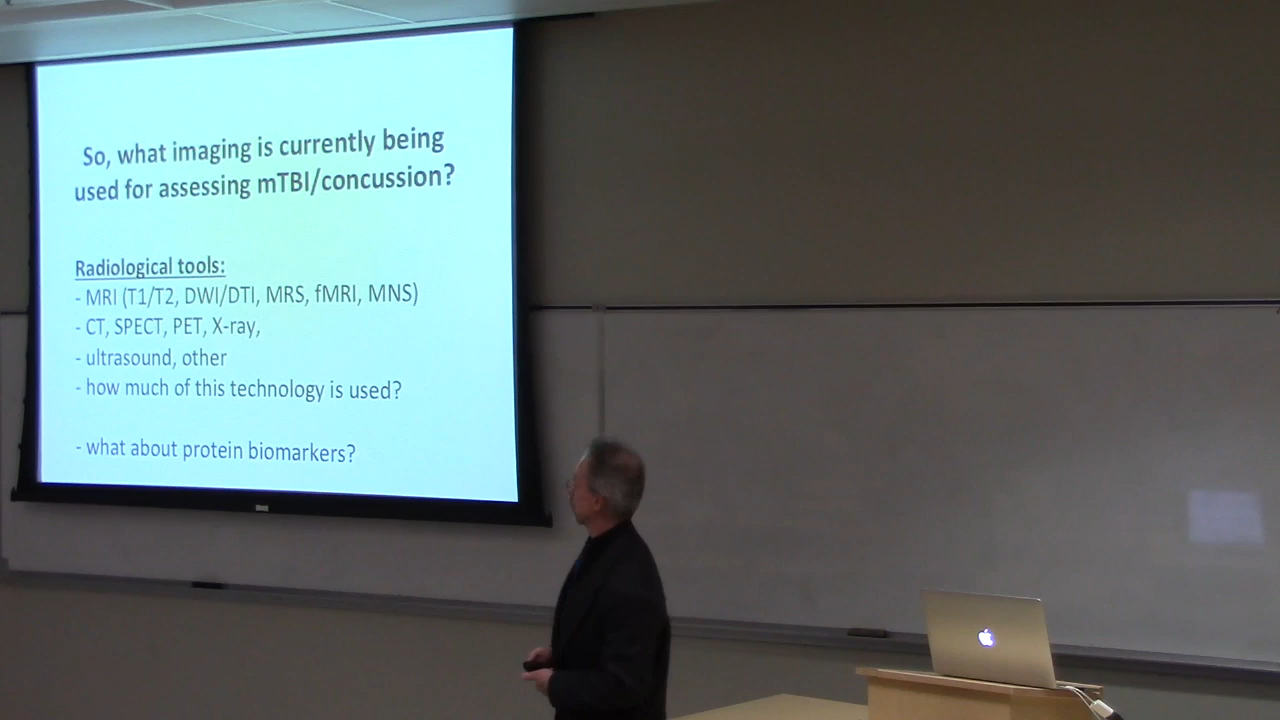 So, what imaging is currently being
used for assessing mTBI/concussion?
Radiological tools:
- MRI (T1/T2, DWI/DTI, MRS, fMRI, MNS)
- CT, SPECT, PET, X-ray,
- ultrasound, other
- how much of this technology is used?
- what about protein biomarkers?